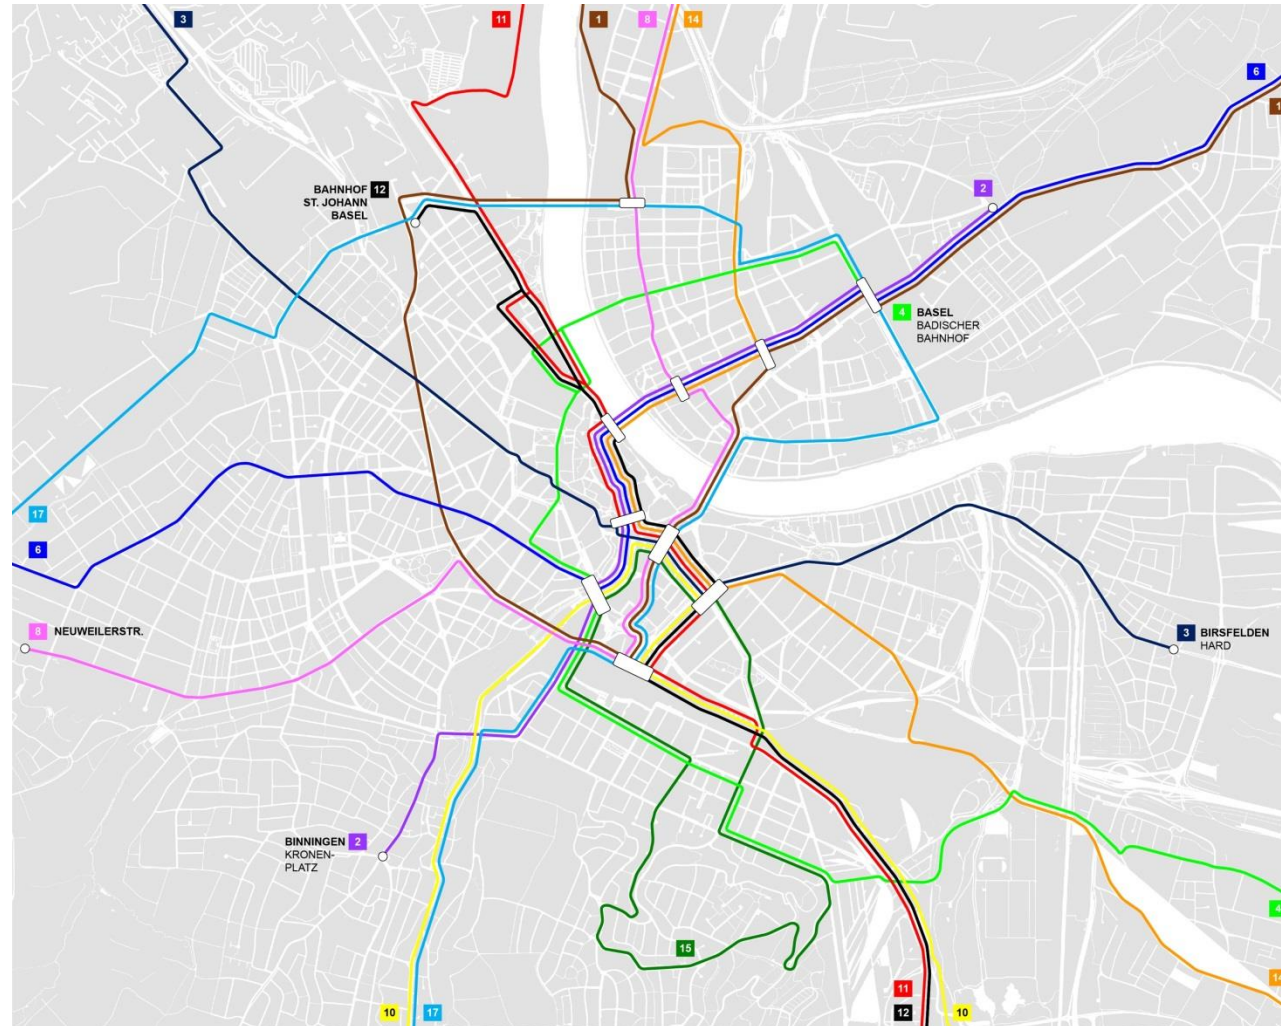 3
11
1
8
14
6
1
2
BAHNHOF 12
ST. JOHANN
BASEL
4 BASEL
BADISCHER
BAHNHOF
17
6
8 NEUWEILERSTR.
3 BIRSFELDEN
HARD
BINNINGEN 2
KRONEN-
PLATZ
4
15
14
11
10
17
12
10